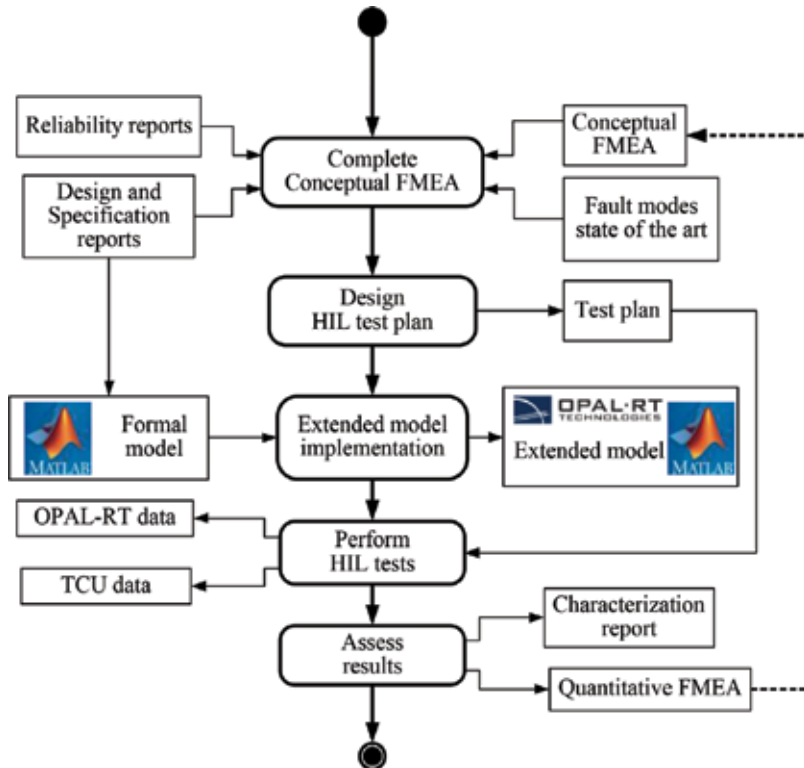 Reliability reports
Conceptual
FMEA
Complete
Conceptual FMEA
Design and
Specification
reports
Fault modes
state of the art
Design
HIL test plan
Test plan
MATLAB
Formal
model
Extended model
implementation
OPAL-RT
TECHNOLOGIES
Extended model
MATLAB
OPAL-RT data
Perform
HIL tests
TCU data
Characterization
report
Assess
results
Quantitative FMEA